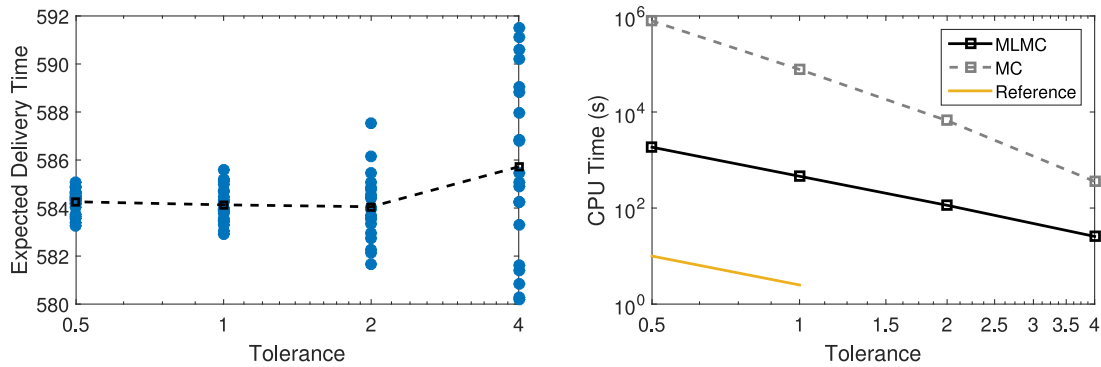 592
590
588
586
584
582
580
Expected Delivery Time
0.5 1 2 4
Tolerance
10^6
10^4
10^2
10^0
CPU Time (s)
MLMC
MC
Reference
0.5 1 1.5 2 2.5 3 3.5 4
Tolerance